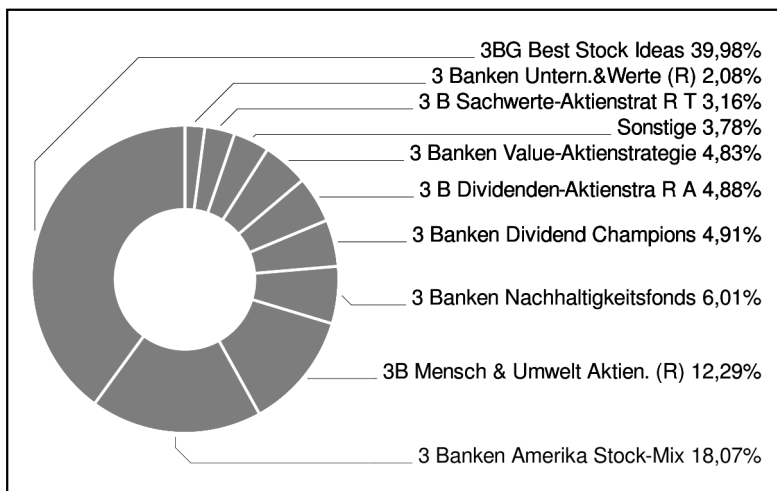 3BG Best Stock Ideas 39,98%
3 Banken Untern.&Werte (R) 2,08%
3 B Sachwerte-Aktienstrat R T 3,16%
Sonstige 3,78%
3 Banken Value-Aktienstrategie 4,83%
3 B Dividenden-Aktienstra R A 4,88%
3 Banken Dividend Champions 4,91%
3 Banken Nachhaltigkeitsfonds 6,01%
3B Mensch & Umwelt Aktien. (R) 12,29%
3 Banken Amerika Stock-Mix 18,07%